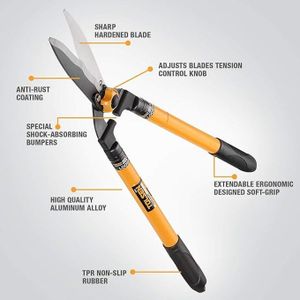 SHARP
HARDENED BLADE
ADJUSTS BLADES TENSION
CONTROL KNOB
ANTI-RUST
COATING
SPECIAL
SHOCK-ABSORBING
BUMPERS
EXTENDABLE ERGONOMIC
DESIGNED SOFT-GRIP
HIGH QUALITY
ALUMINUM ALLOY
TPR NON-SLIP
RUBBER